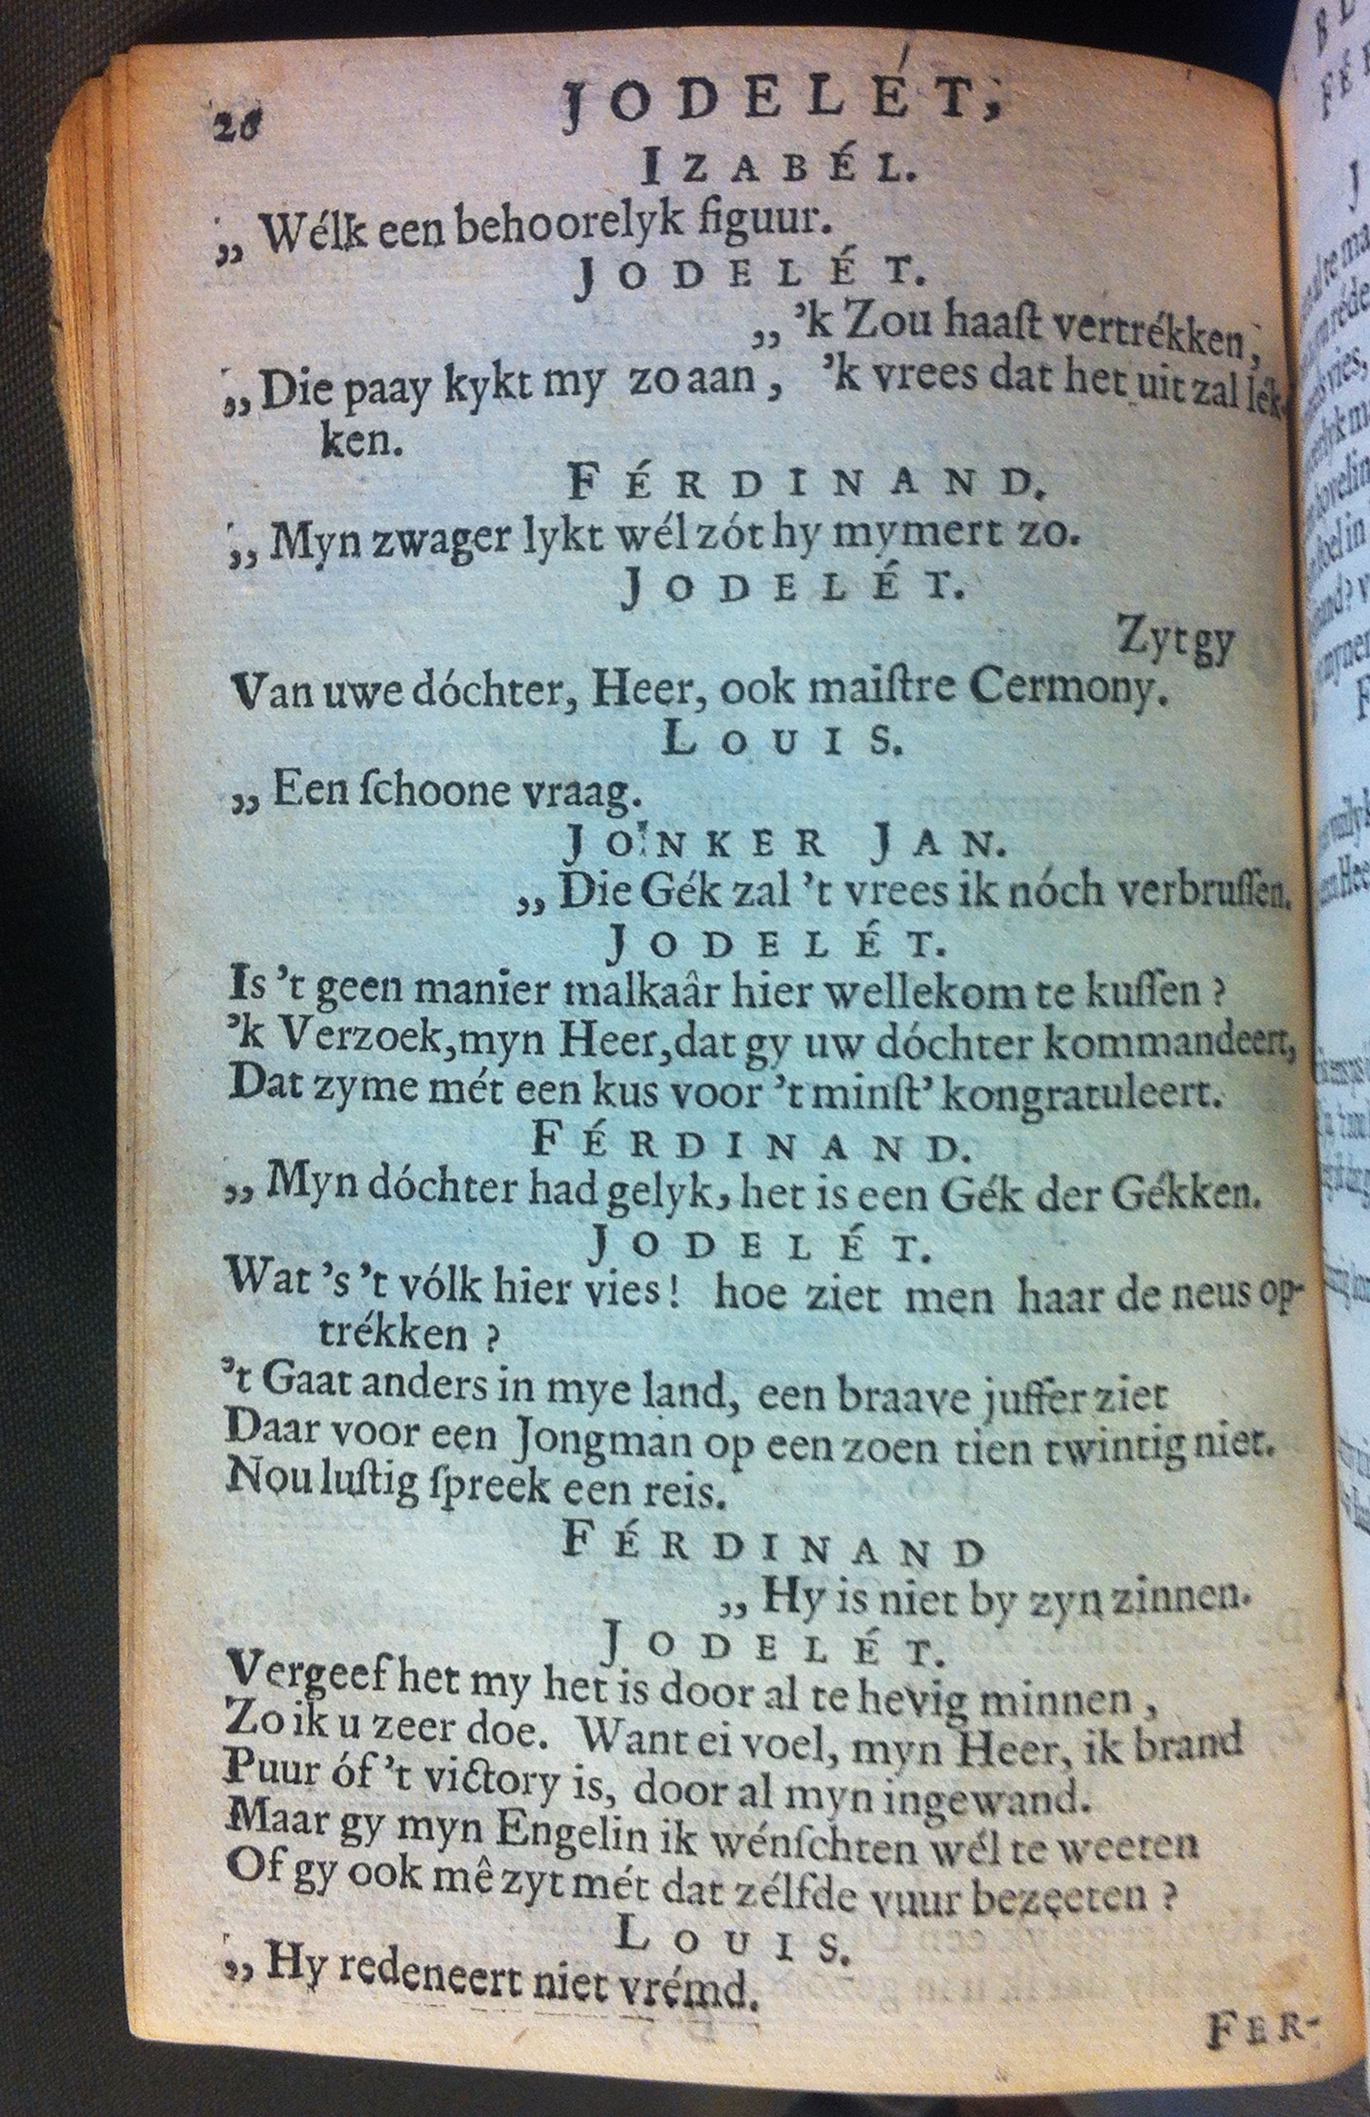 20 JODELÉT,
IZABÉL.
„ Wélk een behoorelyk figuur.
JODELÉT.
„ ’k Zou haaſt vertrékken,
„ Die paay kykt my zo aan, ’k vrees dat het uit zal lék-
ken.
FÉRDINAND.
„ Myn zwager lykt wél zót hy mymert zo.
JODELÉT.
Zyt gy
Van uwe dóchter, Heer, ook maiſtre Cermony.
LOUIS.
„ Een ſchoone vraag.
JONKER JAN.
„ Die Gék zal ’t vrees ik nóch verbruſſen.
JODELÉT.
Is ’t geen manier malkaâr hier wellekom te kuſſen ?
’k Verzoek, myn Heer, dat gy uw dóchter kommandeert,
Dat zy me mét een kus voor ’t minſt’ kongratuleert.
FÉRDINAND.
„ Myn dóchter had gelyk, het is een Gék der Gékken.
JODELÉT.
Wat ’s ’t vólk hier vies! hoe ziet men haar de neus op-
trékken ?
’t Gaat anders in mye land, een braave juffer ziet
Daar voor een Jongman op een zoen tien twintig niet.
Nou luſtig ſpreek een reis.
FÉRDINAND
„ Hy is niet by zyn zinnen.
JODELÉT.
Vergeef het my het is door al te hevig minnen,
Zo ik u zeer doe. Want ei voel, myn Heer, ik brand
Puur óf ’t victory is, door al myn ingewand.
Maar gy myn Engelin ik wénſchten wél te weeten
Of gy ook mê zyt mét dat zélfde vuur bezeeten ?
LOUIS.
„ Hy redeneert niet vrémd.
FER-